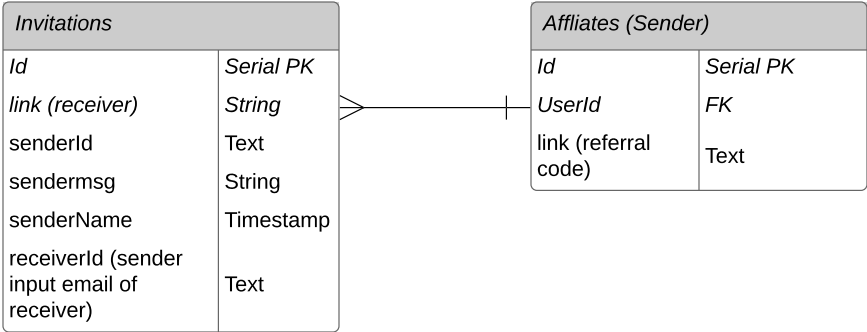 Invitations
Id Serial PK
link (receiver) String
senderId Text
sendermsg String
senderName Timestamp
receiverId (sender
input email of Text
receiver)
Affliates (Sender)
Id Serial PK
UserId FK
link (referral
code) Text